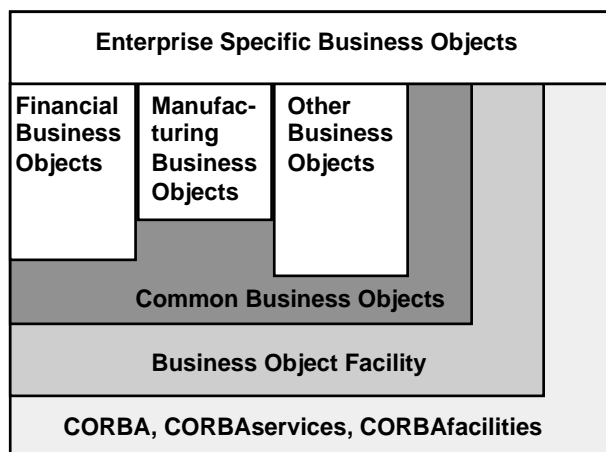 Enterprise Specific Business Objects
Financial
Business
Objects
Manufac-
turing
Business
Objects
Other
Business
Objects
Common Business Objects
Business Object Facility
CORBA, CORBAservices, CORBAfacilities